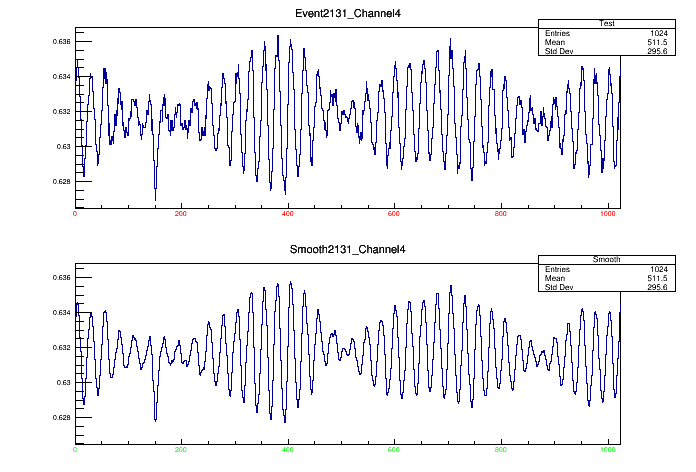 Event2131_Channel4
Test
Entries 1024
Mean 511.5
Std Dev 295.6
0.636
0.634
0.632
0.63
0.628
0 200 400 600 800 1000
Smooth2131_Channel4
Smooth
Entries 1024
Mean 511.5
Std Dev 295.6
0.636
0.634
0.632
0.63
0.628
0 200 400 600 800 1000